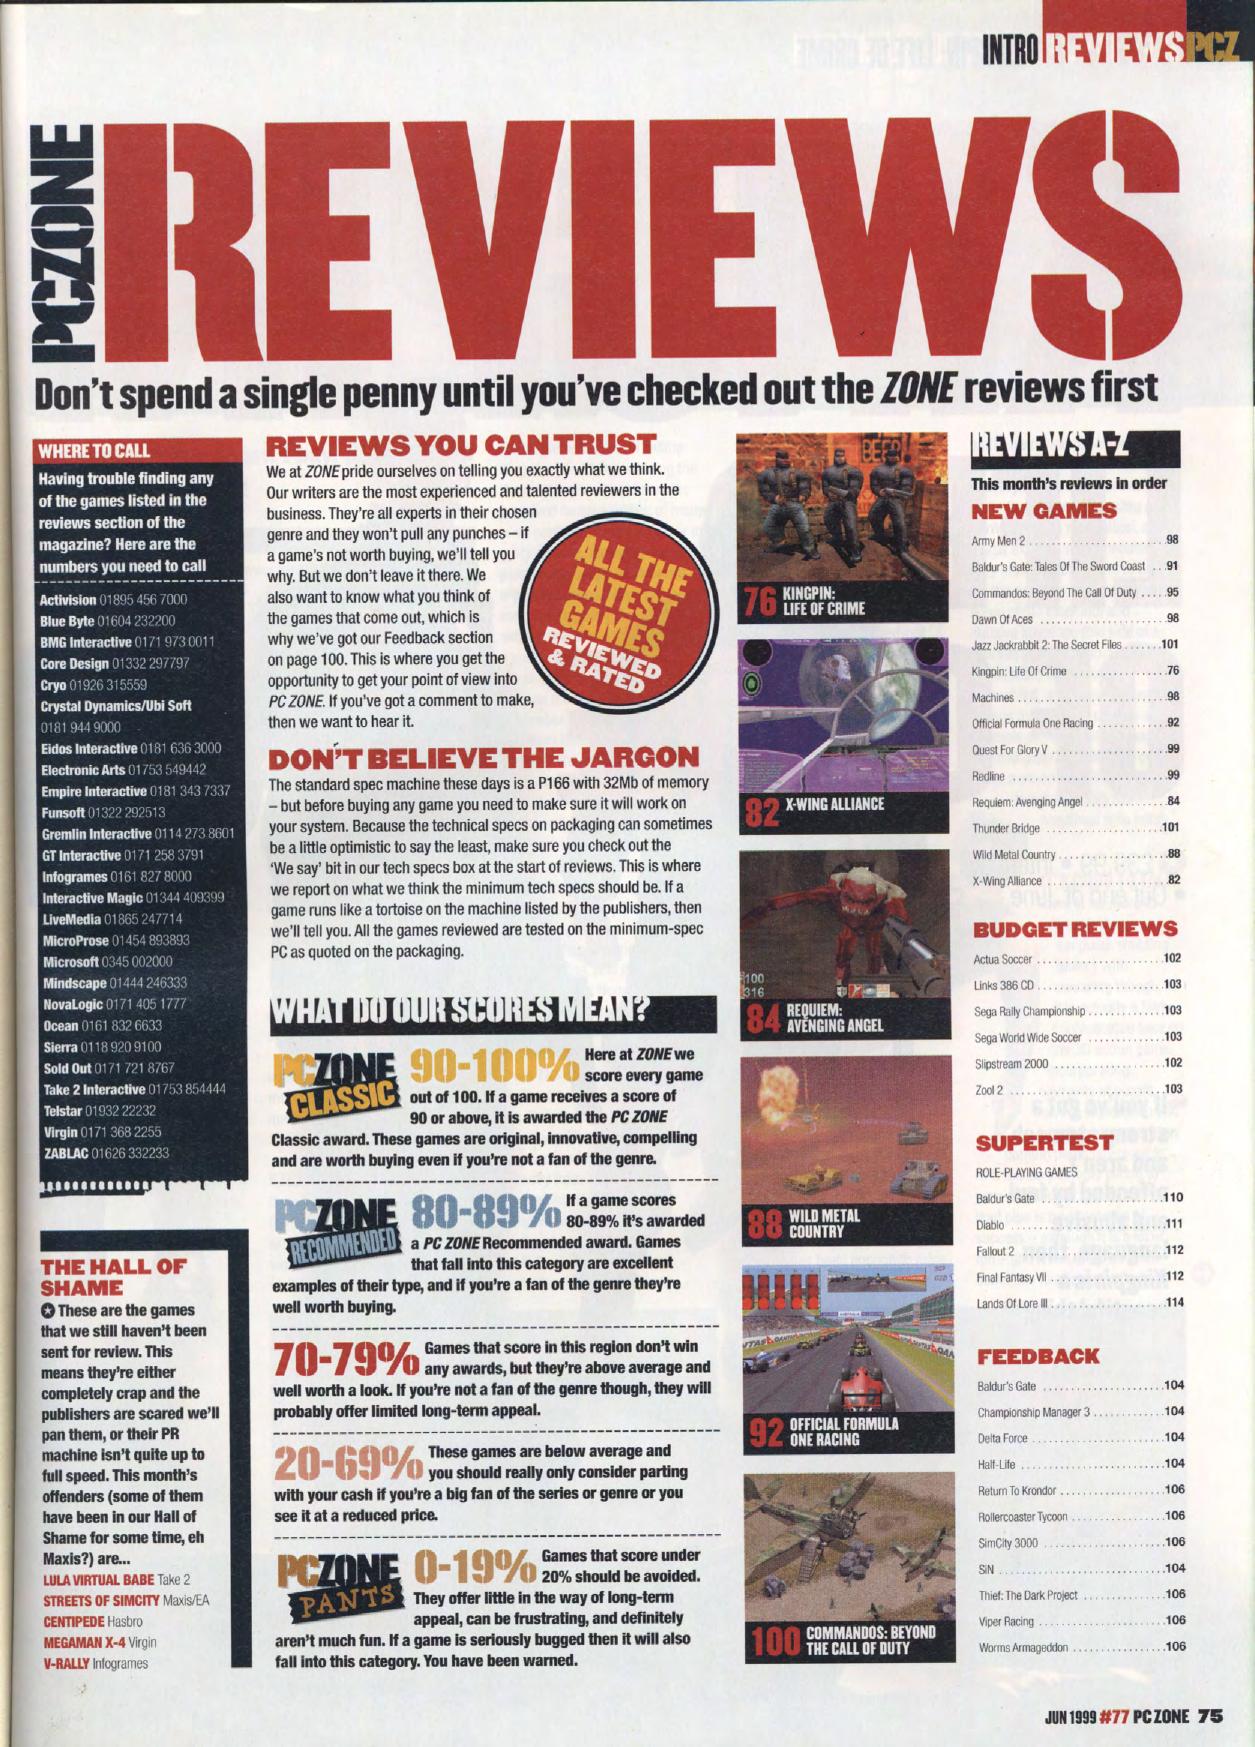 INTRO REVIEWS PCZ
PCZONE
REVIEWS
Don't spend a single penny until you've checked out the ZONE reviews first
WHERE TO CALL
Having trouble finding any
of the games listed in the
reviews section of the
magazine? Here are the
numbers you need to call
Activision 01895 456 7000
Blue Byte 01604 232200
BMG Interactive 0171 973 0011
Core Design 01332 297797
Cryo 01926 315559
Crystal Dynamics/Ubi Soft
0181 944 9000
Eidos Interactive 0181 636 3000
Electronic Arts 01753 549442
Empire Interactive 0181 343 7337
Funsoft 01322 292513
Gremlin Interactive 0114 273 8601
GT Interactive 0171 258 3791
Infogrames 0161 827 8000
Interactive Magic 01344 409399
LiveMedia 01865 247714
MicroProse 01454 893893
Microsoft 0345 002000
Mindscape 01444 246333
NovaLogic 0171 405 1777
Ocean 0161 832 6633
Sierra 0118 920 9100
Sold Out 0171 721 8767
Take 2 Interactive 01753 854444
Telstar 01932 22232
Virgin 0171 368 2255
ZABLAC 01626 332233
THE HALL OF
SHAME
These are the games
that we still haven't been
sent for review. This
means they're either
completely crap and the
publishers are scared we'll
pan them, or their PR
machine isn't quite up to
full speed. This month's
offenders (some of them
have been in our Hall of
Shame for some time, eh
Maxis?) are...
LULA VIRTUAL BABE Take 2
STREETS OF SIMCITY Maxis/EA
CENTIPEDE Hasbro
MEGAMAN X-4 Virgin
V-RALLY Infogrames
REVIEWS YOU CAN TRUST
We at ZONE pride ourselves on telling you exactly what we think.
Our writers are the most experienced and talented reviewers in the
business. They're all experts in their chosen
genre and they won't pull any punches – if
a game's not worth buying, we'll tell you
why. But we don't leave it there. We
also want to know what you think of
the games that come out, which is
why we've got our Feedback section
on page 100. This is where you get the
opportunity to get your point of view into
PC ZONE. If you've got a comment to make,
then we want to hear it.
ALL THE
LATEST
GAMES
REVIEWED
& RATED
DON'T BELIEVE THE JARGON
The standard spec machine these days is a P166 with 32Mb of memory
– but before buying any game you need to make sure it will work on
your system. Because the technical specs on packaging can sometimes
be a little optimistic to say the least, make sure you check out the
'We say' bit in our tech specs box at the start of reviews. This is where
we report on what we think the minimum tech specs should be. If a
game runs like a tortoise on the machine listed by the publishers, then
we'll tell you. All the games reviewed are tested on the minimum-spec
PC as quoted on the packaging.
WHAT DO OUR SCORES MEAN?
PCZONE
CLASSIC
90-100% Here at ZONE we
score every game
out of 100. If a game receives a score of
90 or above, it is awarded the PC ZONE
Classic award. These games are original, innovative, compelling
and are worth buying even if you're not a fan of the genre.
PCZONE
RECOMMENDED
80-89% If a game scores
80-89% it's awarded
a PC ZONE Recommended award. Games
that fall into this category are excellent
examples of their type, and if you're a fan of the genre they're
well worth buying.
70-79% Games that score in this region don't win
any awards, but they're above average and
well worth a look. If you're not a fan of the genre though, they will
probably offer limited long-term appeal.
20-69% These games are below average and
you should really only consider parting
with your cash if you're a big fan of the series or genre or you
see it at a reduced price.
PCZONE
PANTS
0-19% Games that score under
20% should be avoided.
They offer little in the way of long-term
appeal, can be frustrating, and definitely
aren't much fun. If a game is seriously bugged then it will also
fall into this category. You have been warned.
BEER
76 KINGPIN:
LIFE OF CRIME
82 X-WING ALLIANCE
100
316
84 REQUIEM:
AVENGING ANGEL
88 WILD METAL
COUNTRY
92 OFFICIAL FORMULA
ONE RACING
100 COMMANDOS: BEYOND
THE CALL OF DUTY
REVIEWS A-Z
This month's reviews in order
NEW GAMES
Army Men 2 98
Baldur's Gate: Tales Of The Sword Coast 91
Commandos: Beyond The Call Of Duty 95
Dawn Of Aces 98
Jazz Jackrabbit 2: The Secret Files 101
Kingpin: Life Of Crime 76
Machines 98
Official Formula One Racing 92
Quest For Glory V 99
Redline 99
Requiem: Avenging Angel 84
Thunder Bridge 101
Wild Metal Country 88
X-Wing Alliance 82
BUDGET REVIEWS
Actua Soccer 102
Links 386 CD 103
Sega Rally Championship 103
Sega World Wide Soccer 103
Slipstream 2000 102
Zool 2 103
SUPERTEST
ROLE-PLAYING GAMES
Baldur's Gate 110
Diablo 111
Fallout 2 112
Final Fantasy VII 112
Lands Of Lore III 114
FEEDBACK
Baldur's Gate 104
Championship Manager 3 104
Delta Force 104
Half-Life 104
Return To Krondor 106
Rollercoaster Tycoon 106
SimCity 3000 106
SiN 104
Thief: The Dark Project 106
Viper Racing 106
Worms Armageddon 106
JUN 1999 #77 PC ZONE 75